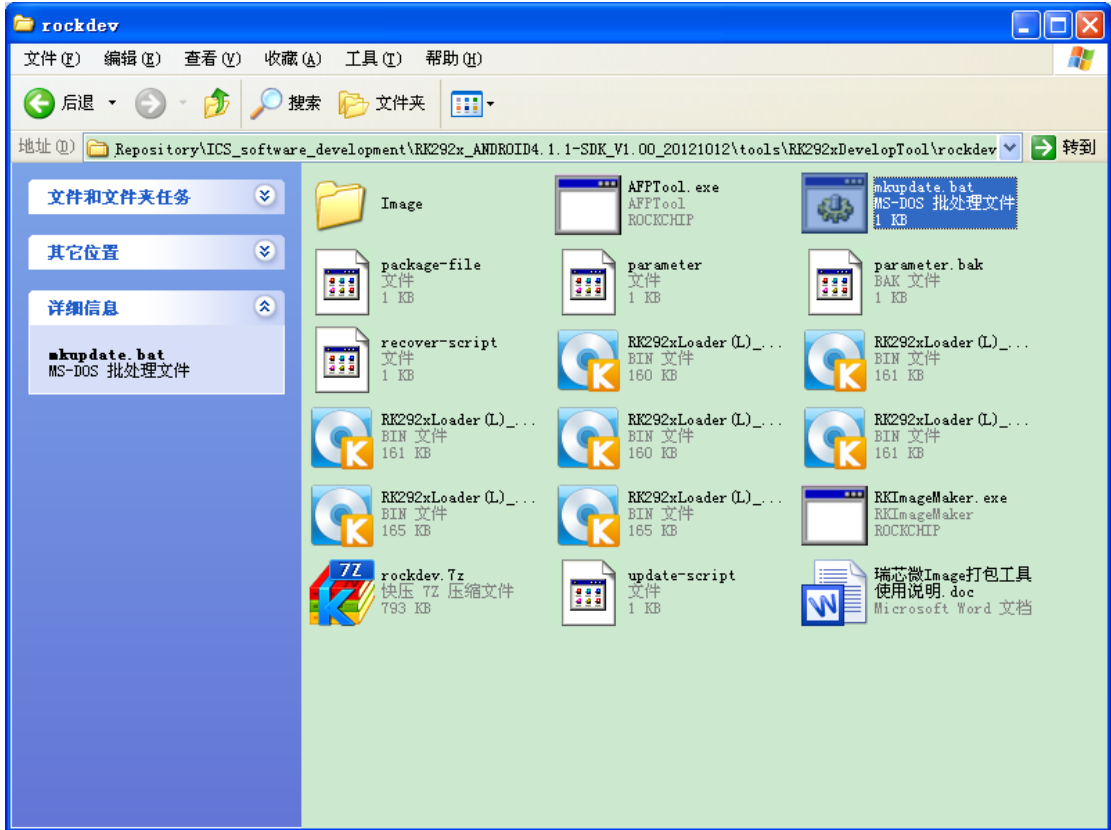 rockdev
文件(F) 编辑(E) 查看(V) 收藏(A) 工具(T) 帮助(H)
后退 搜索 文件夹
地址(D) Repository\ICS_software_development\RK292x_ANDROID4.1.1-SDK_V1.00_20121012\tools\RK292xDevelopTool\rockdev 转到
文件和文件夹任务
其它位置
详细信息
mkupdate.bat
MS-DOS 批处理文件
Image
AFPTool.exe
AFPTool
ROCKCHIP
mkupdate.bat
MS-DOS 批处理文件
1 KB
package-file
文件
1 KB
parameter
文件
1 KB
parameter.bak
BAK 文件
1 KB
recover-script
文件
1 KB
RK292xLoader(L)_...
BIN 文件
160 KB
RK292xLoader(L)_...
BIN 文件
161 KB
RK292xLoader(L)_...
BIN 文件
161 KB
RK292xLoader(L)_...
BIN 文件
160 KB
RK292xLoader(L)_...
BIN 文件
161 KB
RK292xLoader(L)_...
BIN 文件
165 KB
RK292xLoader(L)_...
BIN 文件
165 KB
RKImageMaker.exe
RKImageMaker
ROCKCHIP
7Z
rockdev.7z
快压 7Z 压缩文件
793 KB
update-script
文件
1 KB
瑞芯微Image打包工具
使用说明.doc
Microsoft Word 文档